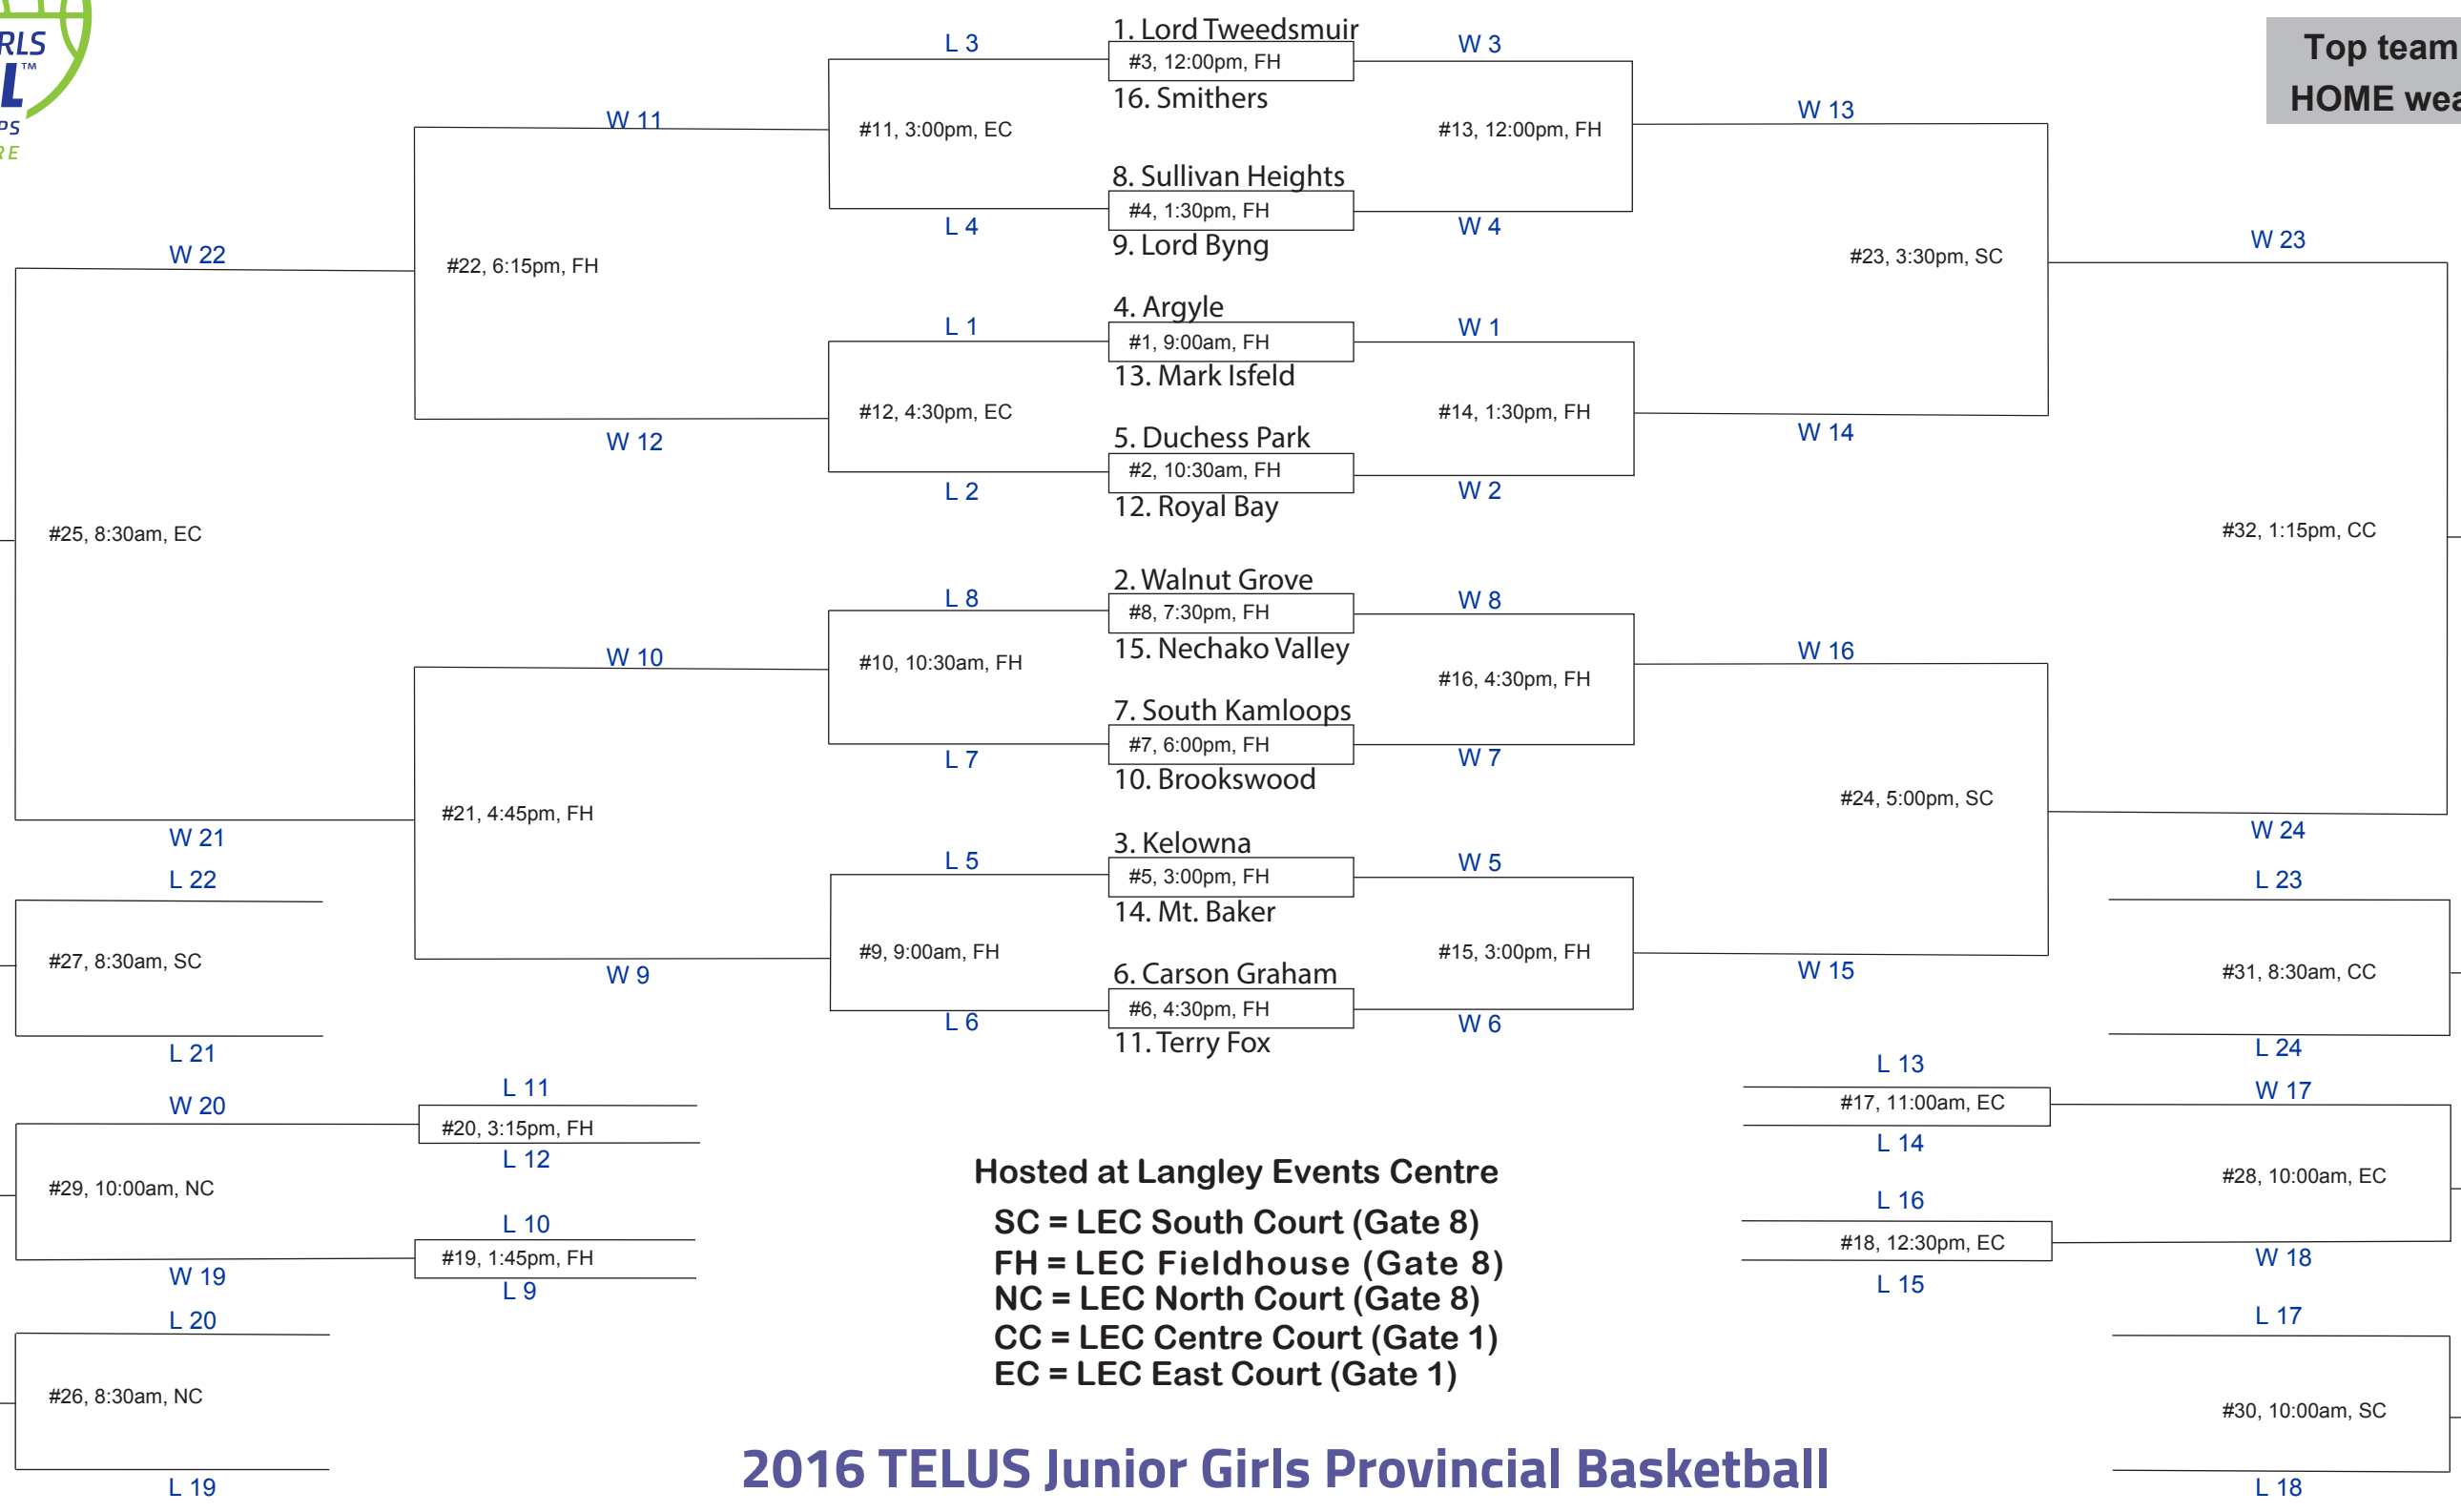 RLS
L™
PS
RE
Top team
HOME wea
1. Lord Tweedsmuir
#3, 12:00pm, FH
16. Smithers
8. Sullivan Heights
#4, 1:30pm, FH
9. Lord Byng
4. Argyle
#1, 9:00am, FH
13. Mark Isfeld
5. Duchess Park
#2, 10:30am, FH
12. Royal Bay
2. Walnut Grove
#8, 7:30pm, FH
15. Nechako Valley
7. South Kamloops
#7, 6:00pm, FH
10. Brookswood
3. Kelowna
#5, 3:00pm, FH
14. Mt. Baker
6. Carson Graham
#6, 4:30pm, FH
11. Terry Fox
L 3
#11, 3:00pm, EC
L 4
L 1
#12, 4:30pm, EC
L 2
L 8
#10, 10:30am, FH
L 7
L 5
#9, 9:00am, FH
L 6
W 11
#22, 6:15pm, FH
W 12
W 10
#21, 4:45pm, FH
W 9
W 22
#25, 8:30am, EC
W 21
L 22
#27, 8:30am, SC
L 21
W 20
#29, 10:00am, NC
W 19
L 11
#20, 3:15pm, FH
L 12
L 10
#19, 1:45pm, FH
L 9
L 20
#26, 8:30am, NC
L 19
W 3
#13, 12:00pm, FH
W 4
W 1
#14, 1:30pm, FH
W 2
W 8
#16, 4:30pm, FH
W 7
W 5
#15, 3:00pm, FH
W 6
W 13
#23, 3:30pm, SC
W 14
W 16
#24, 5:00pm, SC
W 15
W 23
#32, 1:15pm, CC
W 24
L 23
#31, 8:30am, CC
L 24
L 13
#17, 11:00am, EC
L 14
L 16
#18, 12:30pm, EC
L 15
W 17
#28, 10:00am, EC
W 18
L 17
#30, 10:00am, SC
L 18
Hosted at Langley Events Centre
SC = LEC South Court (Gate 8)
FH = LEC Fieldhouse (Gate 8)
NC = LEC North Court (Gate 8)
CC = LEC Centre Court (Gate 1)
EC = LEC East Court (Gate 1)
2016 TELUS Junior Girls Provincial Basketball